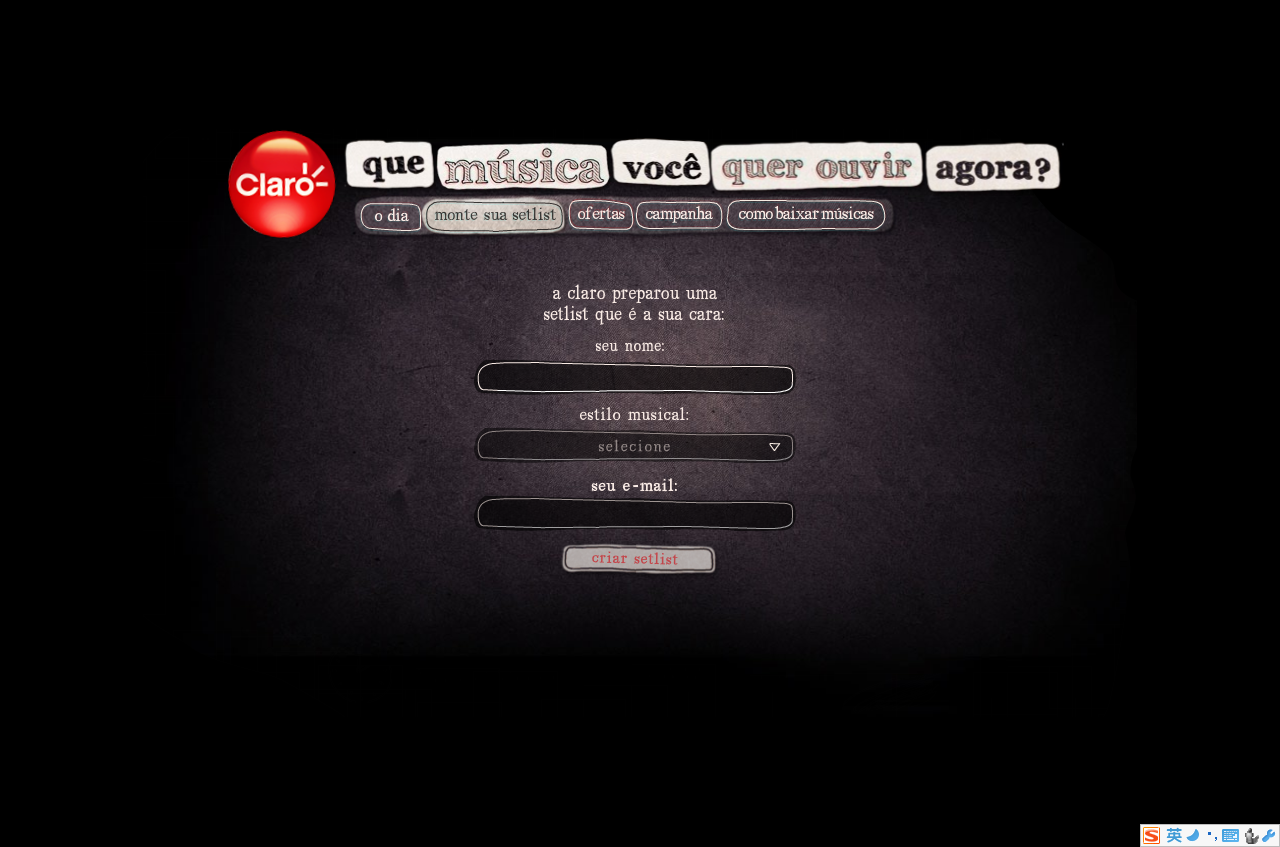 Claro
que música você quer ouvir agora?
o dia monte sua setlist ofertas campanha como baixar músicas
a claro preparou uma
setlist que é a sua cara:
seu nome:
estilo musical:
selecione
seu e-mail:
criar setlist
S 英